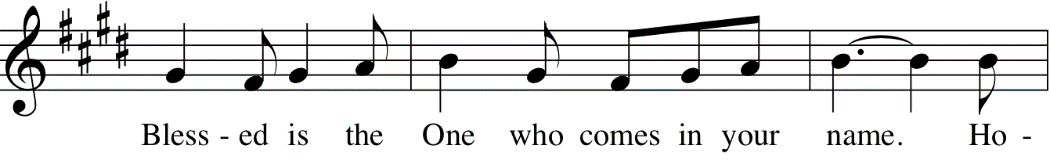 Bless - ed is the One who comes in your name. Ho -